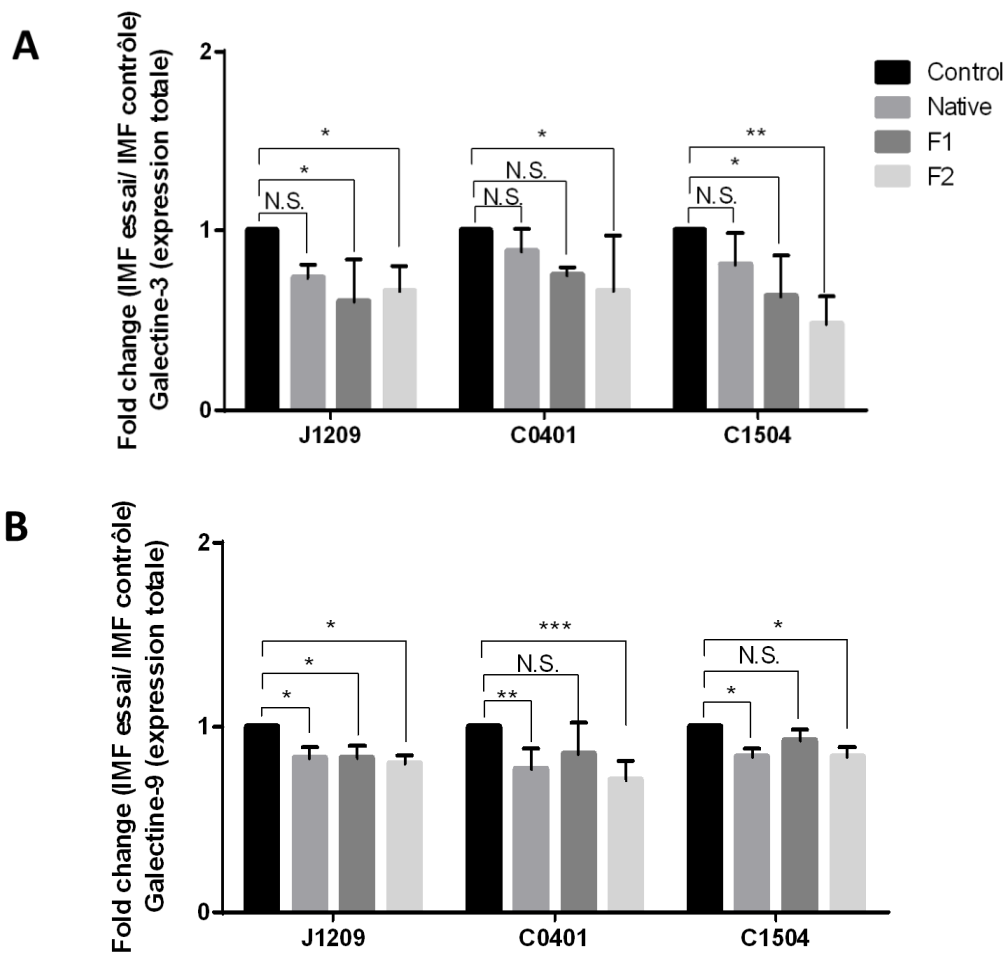 A
Fold change (IMF essai/ IMF contrôle)
Galectine-3 (expression totale)
2
1
0
*
*
N.S.
*
N.S.
N.S.
**
*
N.S.
J1209
C0401
C1504
Control
Native
F1
F2
B
Fold change (IMF essai/ IMF contrôle)
Galectine-9 (expression totale)
2
1
0
*
*
*
***
N.S.
**
*
N.S.
*
J1209
C0401
C1504